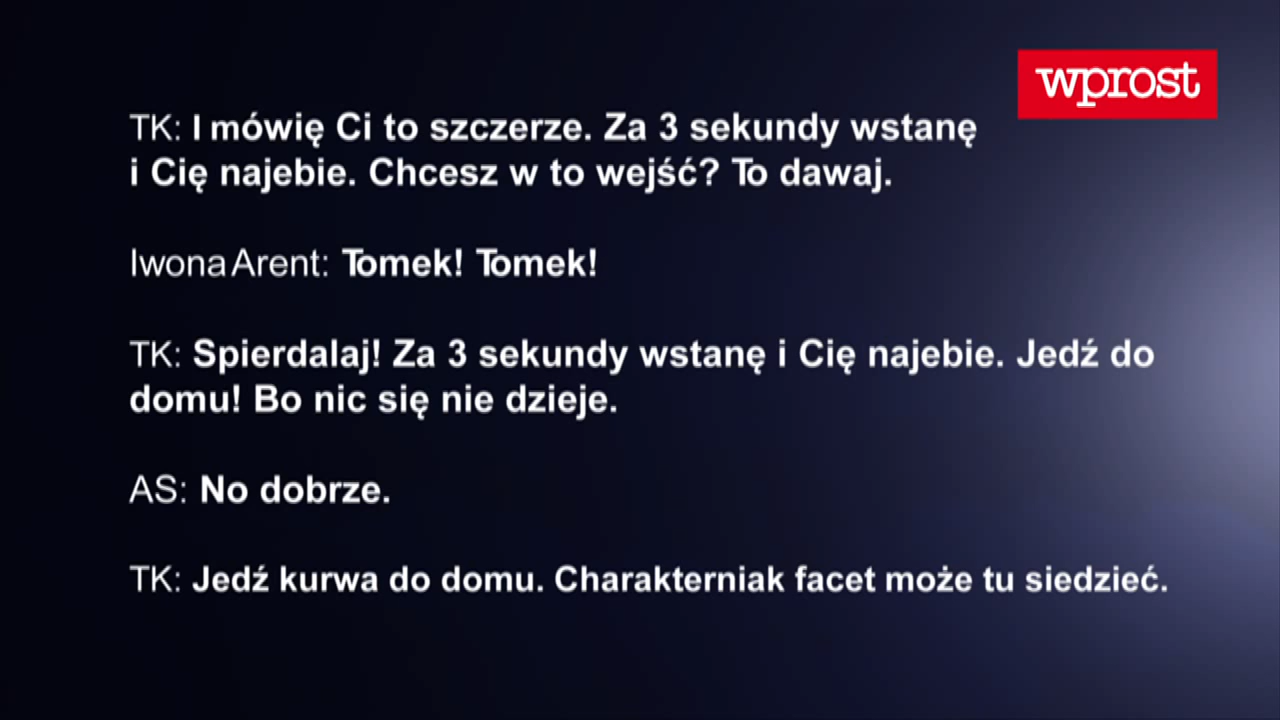 wprost
TK: I mówię Ci to szczerze. Za 3 sekundy wstanę
i Cię najebie. Chcesz w to wejść? To dawaj.
Iwona Arent: Tomek! Tomek!
TK: Spierdalaj! Za 3 sekundy wstanę i Cię najebie. Jedź do
domu! Bo nic się nie dzieje.
AS: No dobrze.
TK: Jedź kurwa do domu. Charakterniak facet może tu siedzieć.